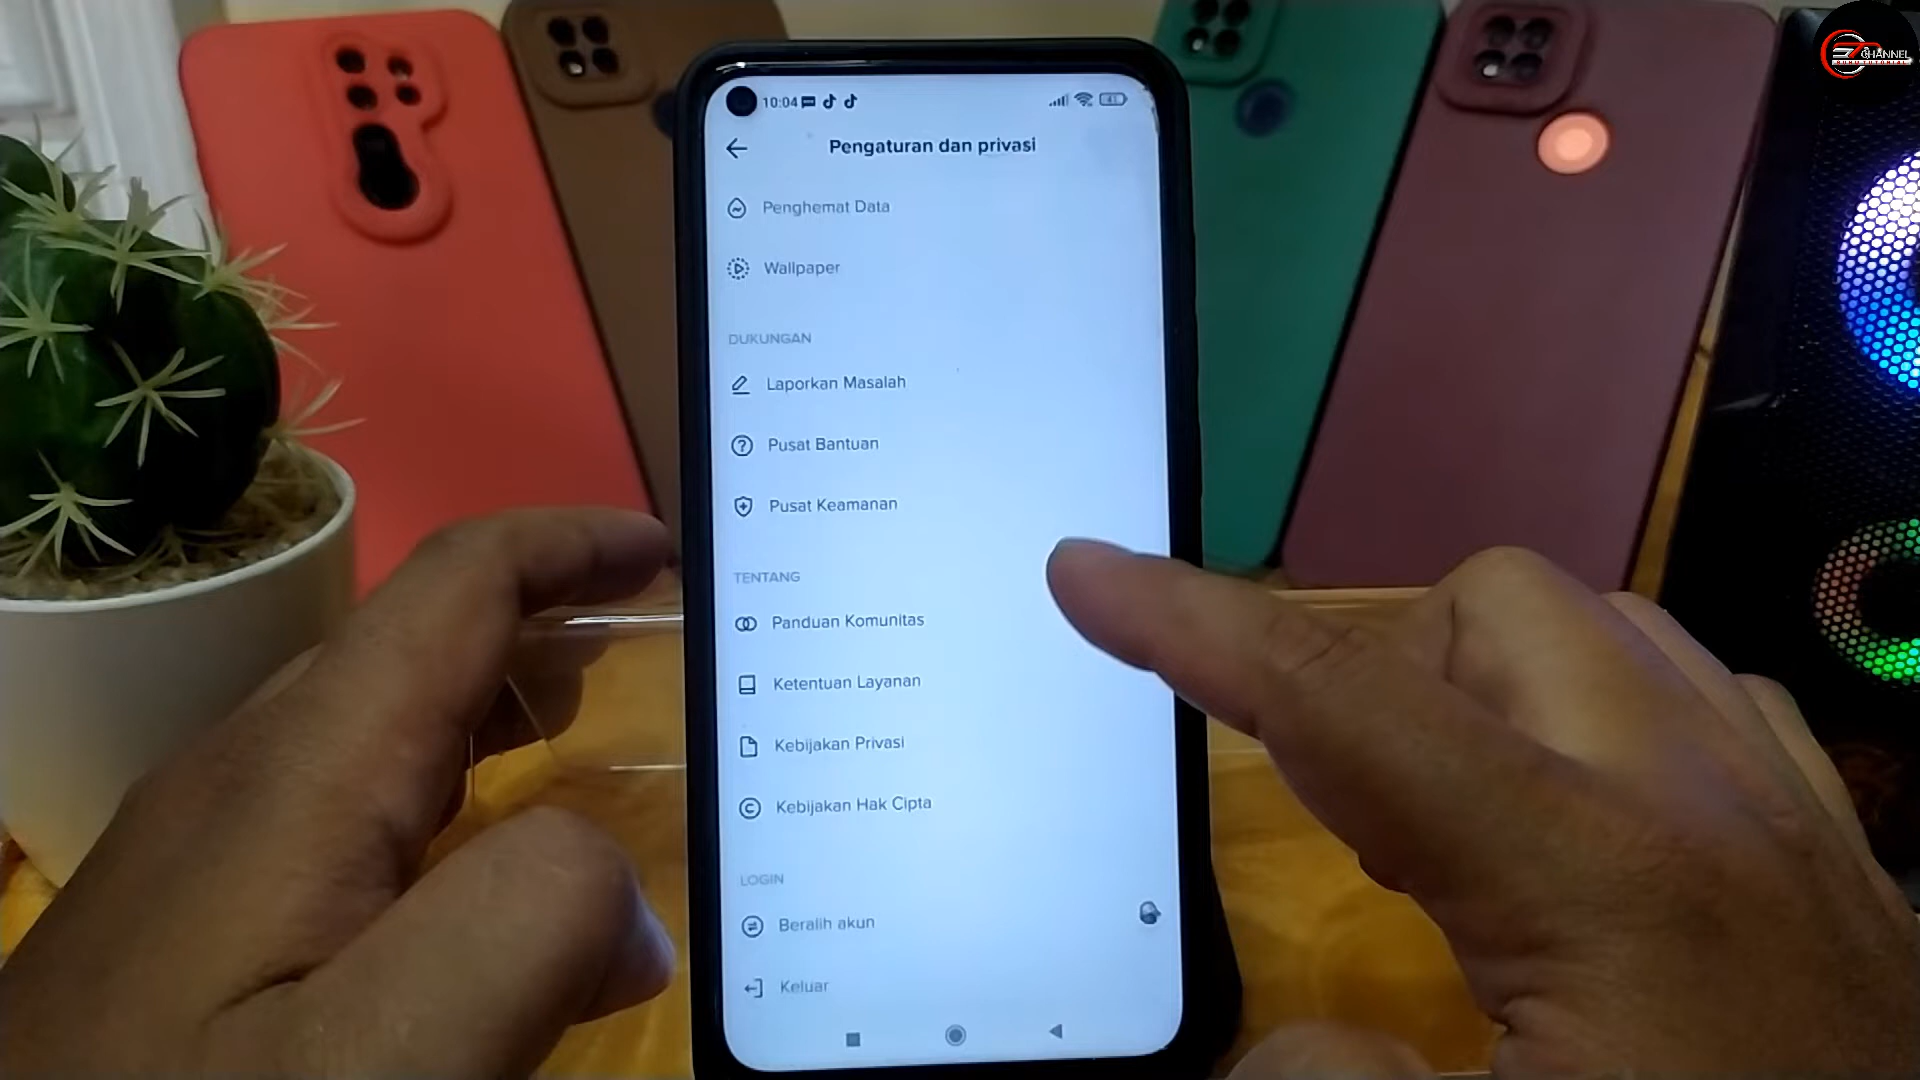 CHANNEL
10:04
41
Pengaturan dan privasi
Penghemat Data
Wallpaper
DUKUNGAN
Laporkan Masalah
Pusat Bantuan
Pusat Keamanan
TENTANG
Panduan Komunitas
Ketentuan Layanan
Kebijakan Privasi
Kebijakan Hak Cipta
LOGIN
Beralih akun
Keluar